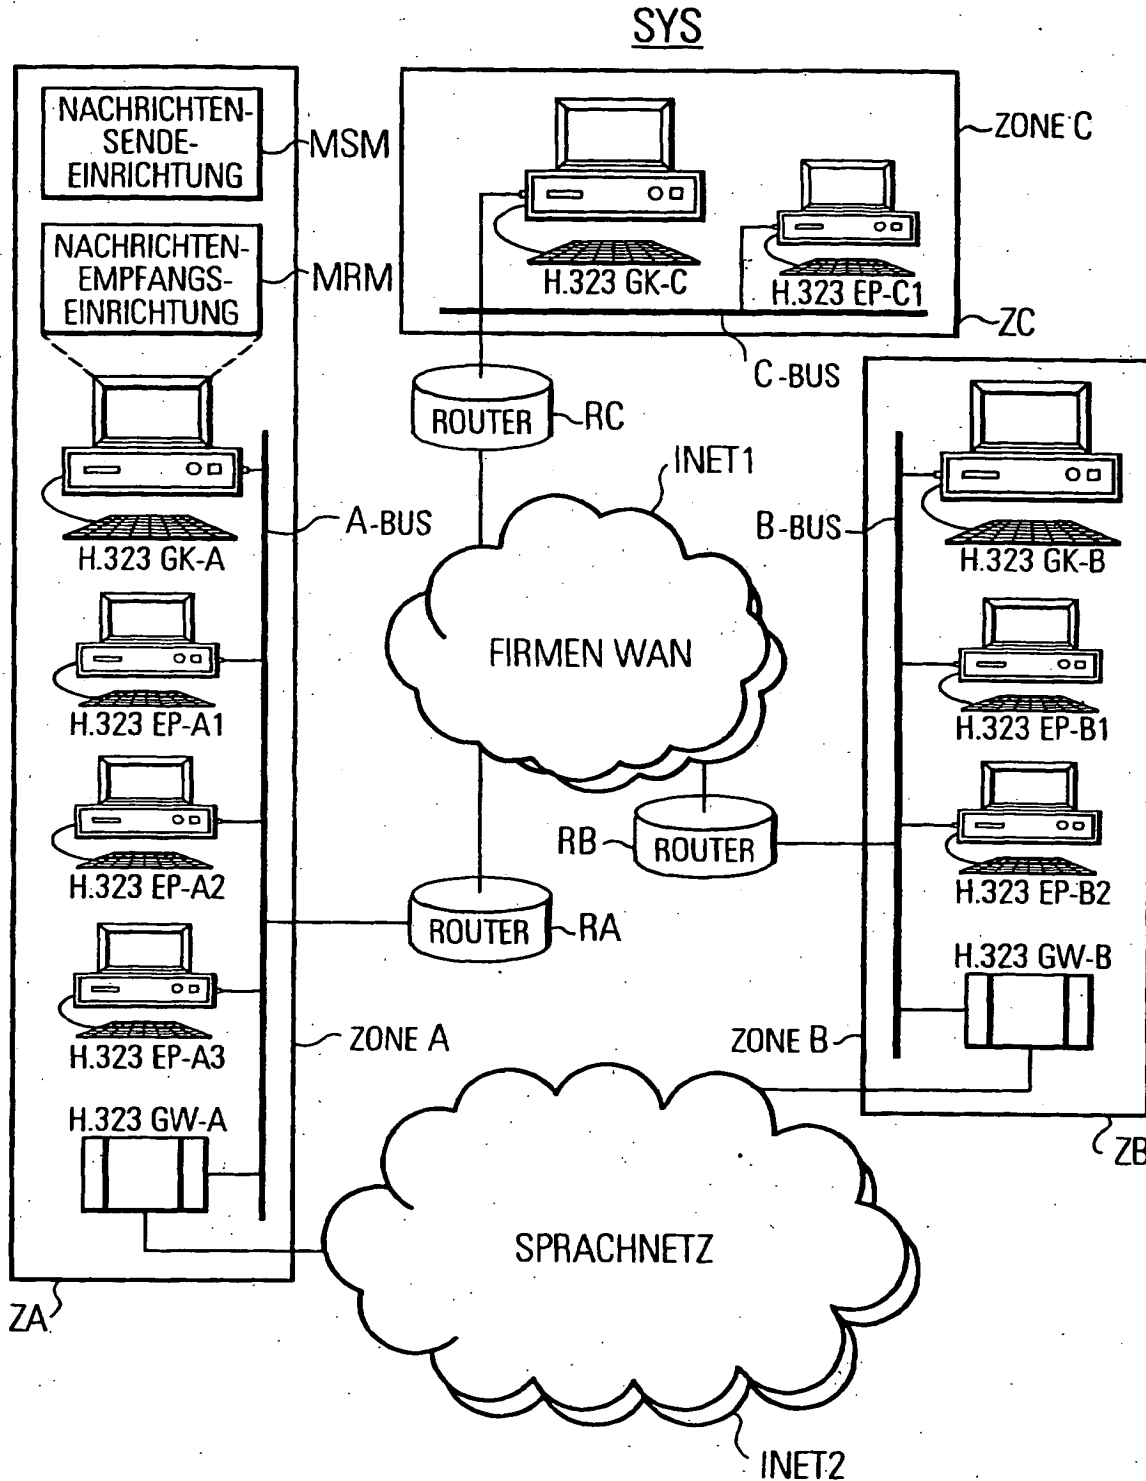 SYS
NACHRICHTEN-
SENDE-
EINRICHTUNG
MSM
NACHRICHTEN-
EMPFANGS-
EINRICHTUNG
MRM
H.323 GK-A
A-BUS
H.323 EP-A1
H.323 EP-A2
H.323 EP-A3
H.323 GW-A
ZONE A
ZA
ZONE C
H.323 GK-C
H.323 EP-C1
ZC
C-BUS
ROUTER
RC
INET1
FIRMEN WAN
B-BUS
H.323 GK-B
H.323 EP-B1
RB
ROUTER
H.323 EP-B2
ROUTER
RA
H.323 GW-B
ZONE B
ZB
SPRACHNETZ
INET2